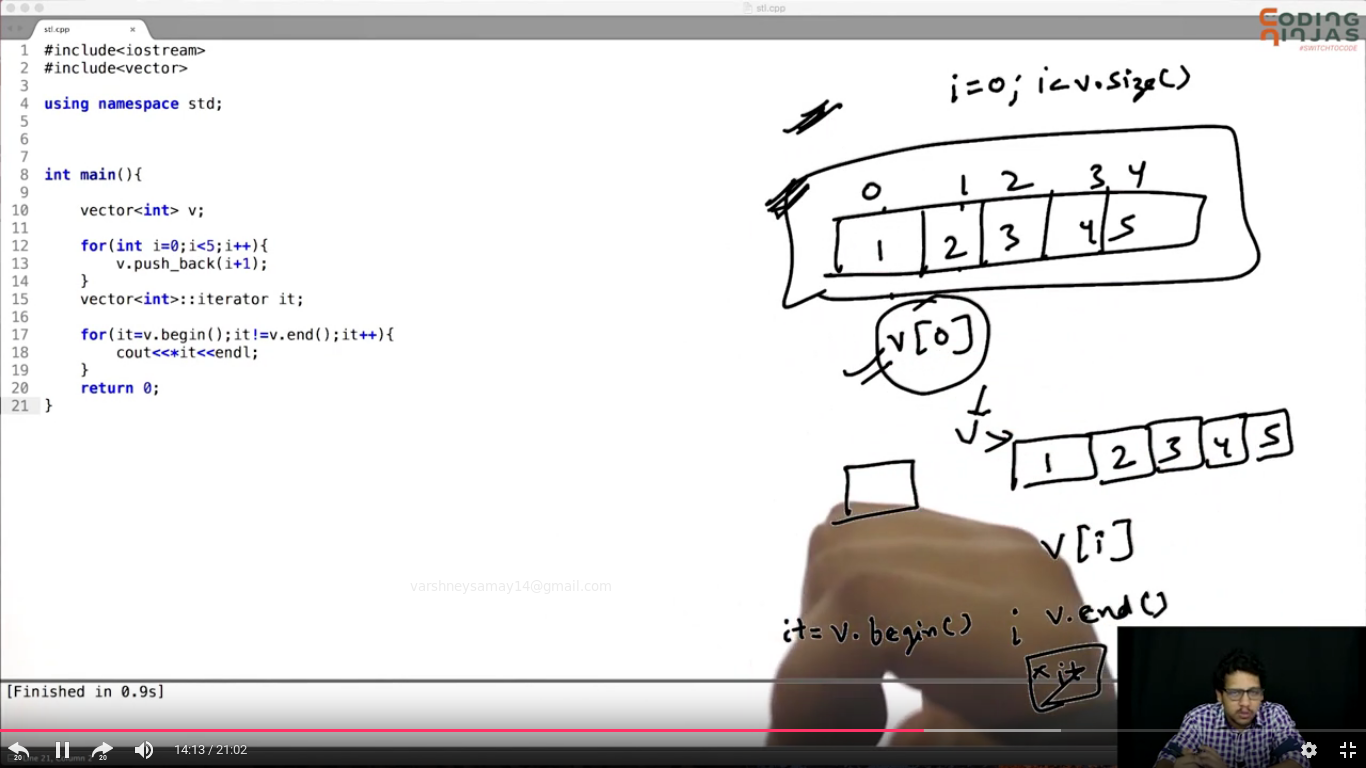 stl.cpp
stl.cpp
CODING
NINJAS
#SWITCHTOCODE
1 #include<iostream>
2 #include<vector>
3
4 using namespace std;
5
6
7
8 int main(){
9
10 vector<int> v;
11
12 for(int i=0;i<5;i++){
13 v.push_back(i+1);
14 }
15 vector<int>::iterator it;
16
17 for(it=v.begin();it!=v.end();it++){
18 cout<<*it<<endl;
19 }
20 return 0;
21 }
i=0; i<v.size()
0 1 2 3 4
1 2 3 4 5
v[0]
v
1 2 3 4 5
v[i]
varshneysamay14@gmail.com
it=v.begin() ; v.end()
*it
[Finished in 0.9s]
20 20 14:13 / 21:02